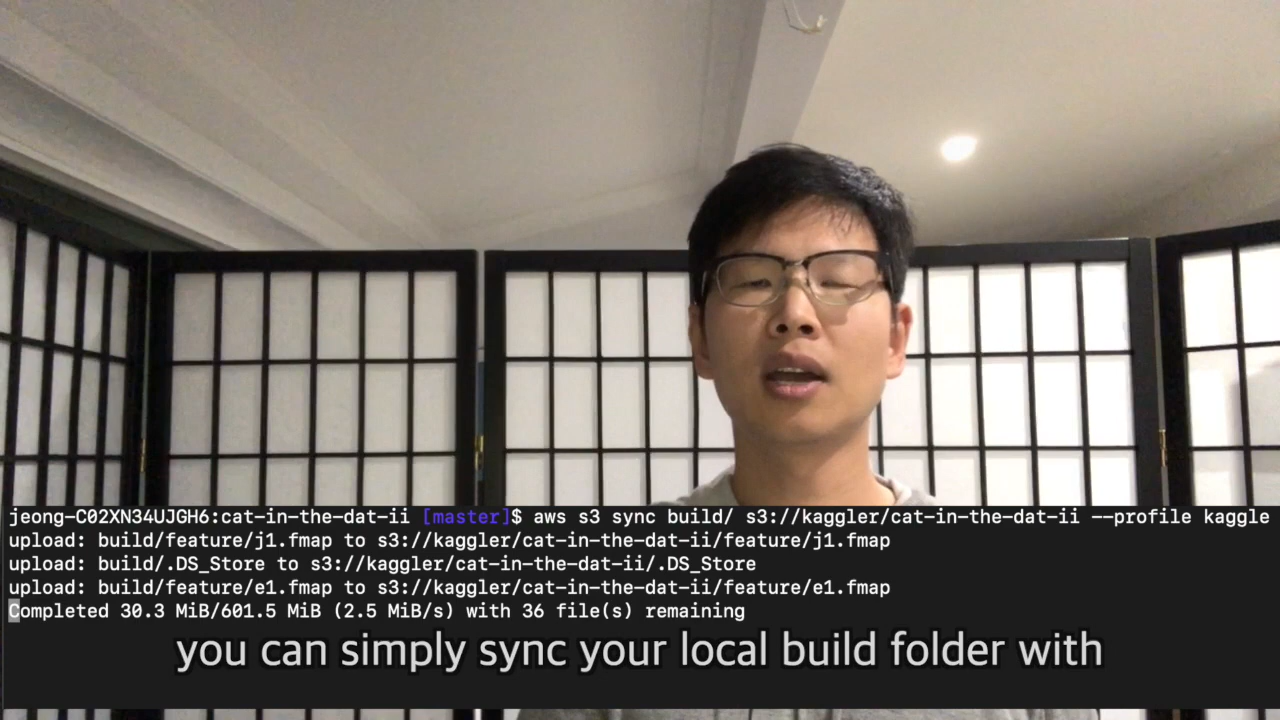 jeong-C02XN34UJGH6:cat-in-the-dat-ii [master]$ aws s3 sync build/ s3://kaggler/cat-in-the-dat-ii --profile kaggle
upload: build/feature/j1.fmap to s3://kaggler/cat-in-the-dat-ii/feature/j1.fmap
upload: build/.DS_Store to s3://kaggler/cat-in-the-dat-ii/.DS_Store
upload: build/feature/e1.fmap to s3://kaggler/cat-in-the-dat-ii/feature/e1.fmap
Completed 30.3 MiB/601.5 MiB (2.5 MiB/s) with 36 file(s) remaining
you can simply sync your local build folder with